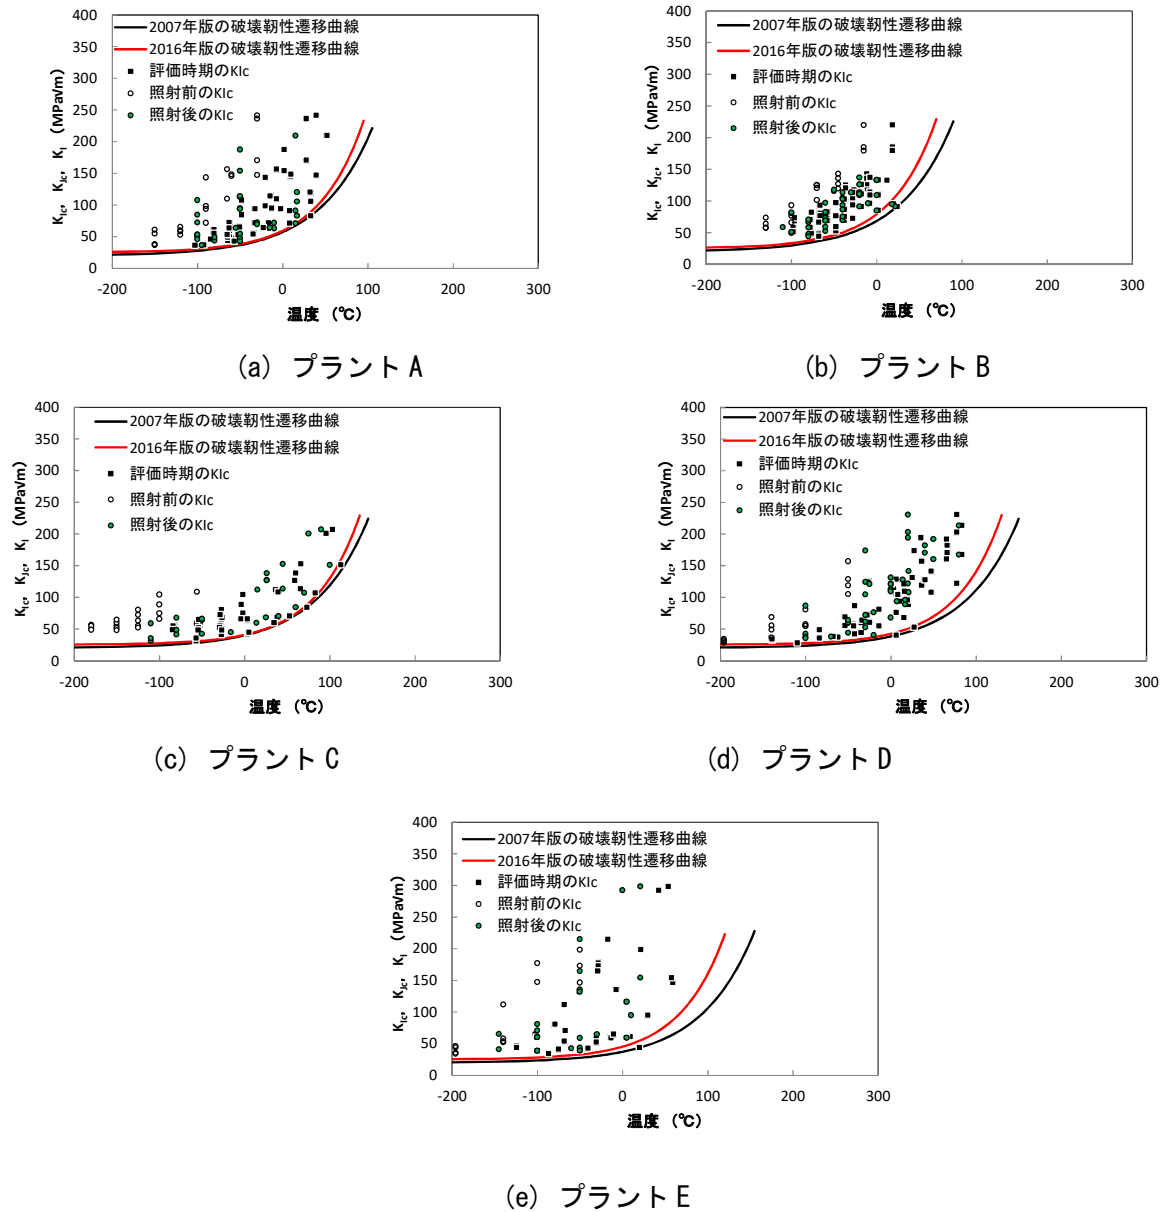 2007年版の破壊靭性遷移曲線
2016年版の破壊靭性遷移曲線
評価時期のKIc
照射前のKIc
照射後のKIc
KIc, KJc, KI (MPa√m)
400
350
300
250
200
150
100
50
0
-200 -100 0 100 200 300
温度 (℃)
(a) プラントA
2007年版の破壊靭性遷移曲線
2016年版の破壊靭性遷移曲線
評価時期のKIc
照射前のKIc
照射後のKIc
KIc, KJc, KI (MPa√m)
400
350
300
250
200
150
100
50
0
-200 -100 0 100 200 300
温度 (℃)
(b) プラントB
2007年版の破壊靭性遷移曲線
2016年版の破壊靭性遷移曲線
評価時期のKIc
照射前のKIc
照射後のKIc
KIc, KJc, KI (MPa√m)
400
350
300
250
200
150
100
50
0
-200 -100 0 100 200 300
温度 (℃)
(c) プラントC
2007年版の破壊靭性遷移曲線
2016年版の破壊靭性遷移曲線
評価時期のKIc
照射前のKIc
照射後のKIc
KIc, KJc, KI (MPa√m)
400
350
300
250
200
150
100
50
0
-200 -100 0 100 200 300
温度 (℃)
(d) プラントD
2007年版の破壊靭性遷移曲線
2016年版の破壊靭性遷移曲線
評価時期のKIc
照射前のKIc
照射後のKIc
KIc, KJc, KI (MPa√m)
400
350
300
250
200
150
100
50
0
-200 -100 0 100 200 300
温度 (℃)
(e) プラントE